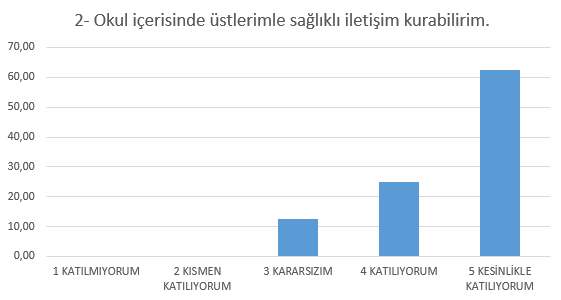 2- Okul içerisinde üstlerimle sağlıklı iletişim kurabilirim.
70,00
60,00
50,00
40,00
30,00
20,00
10,00
0,00
1 KATILMIYORUM
2 KISMEN
KATILIYORUM
3 KARARSIZIM
4 KATILIYORUM
5 KESİNLİKLE
KATILIYORUM